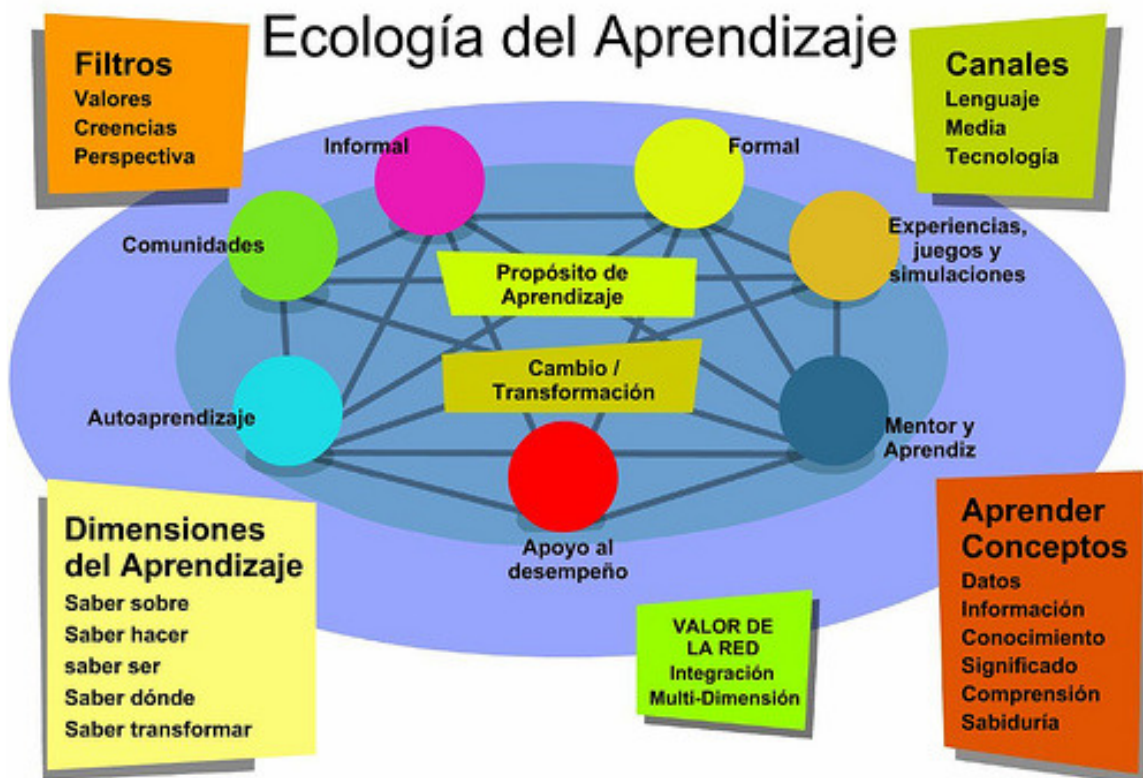 Ecología del Aprendizaje
Filtros
Valores
Creencias
Perspectiva
Canales
Lenguaje
Media
Tecnología
Informal
Formal
Comunidades
Experiencias,
juegos y
simulaciones
Propósito de
Aprendizaje
Cambio /
Transformación
Autoaprendizaje
Mentor y
Aprendiz
Apoyo al
desempeño
Dimensiones
del Aprendizaje
Saber sobre
Saber hacer
saber ser
Saber dónde
Saber transformar
VALOR DE
LA RED
Integración
Multi-Dimensión
Aprender
Conceptos
Datos
Información
Conocimiento
Significado
Comprensión
Sabiduría